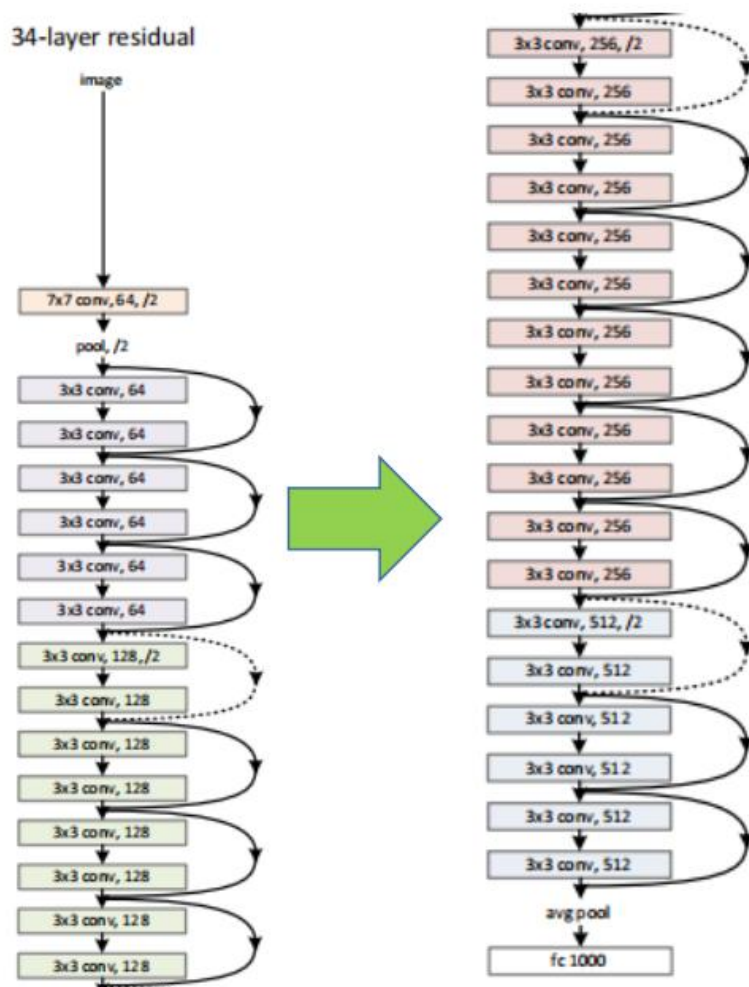 34-layer residual
image
7x7 conv, 64, /2
pool, /2
3x3 conv, 64
3x3 conv, 64
3x3 conv, 64
3x3 conv, 64
3x3 conv, 64
3x3 conv, 64
3x3 conv, 128, /2
3x3 conv, 128
3x3 conv, 128
3x3 conv, 128
3x3 conv, 128
3x3 conv, 128
3x3 conv, 128
3x3 conv, 128
3x3 conv, 256, /2
3x3 conv, 256
3x3 conv, 256
3x3 conv, 256
3x3 conv, 256
3x3 conv, 256
3x3 conv, 256
3x3 conv, 256
3x3 conv, 256
3x3 conv, 256
3x3 conv, 256
3x3 conv, 256
3x3 conv, 512, /2
3x3 conv, 512
3x3 conv, 512
3x3 conv, 512
3x3 conv, 512
3x3 conv, 512
avg pool
fc 1000